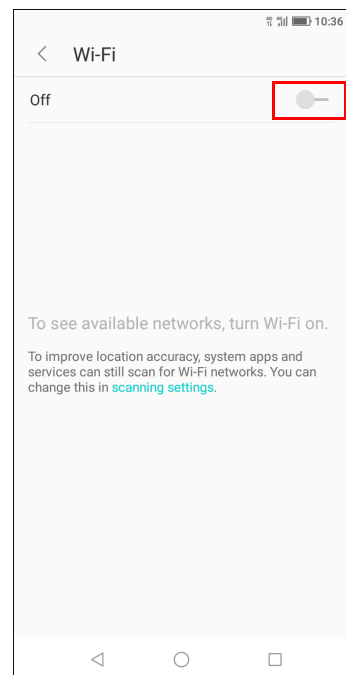 10:36
Wi-Fi
Off
To see available networks, turn Wi-Fi on.
To improve location accuracy, system apps and
services can still scan for Wi-Fi networks. You can
change this in scanning settings.